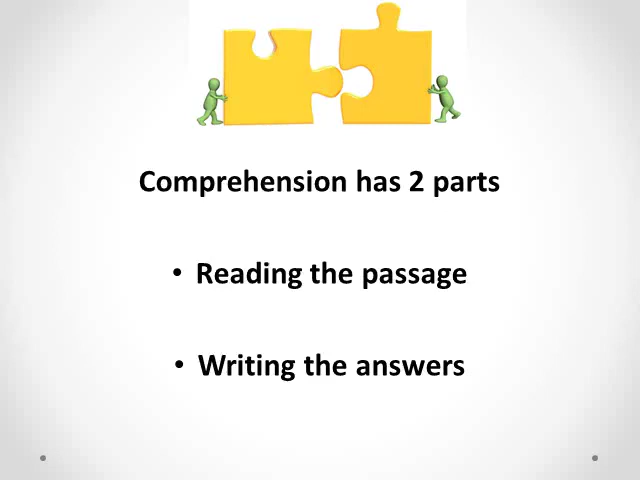 Comprehension has 2 parts
• Reading the passage
• Writing the answers